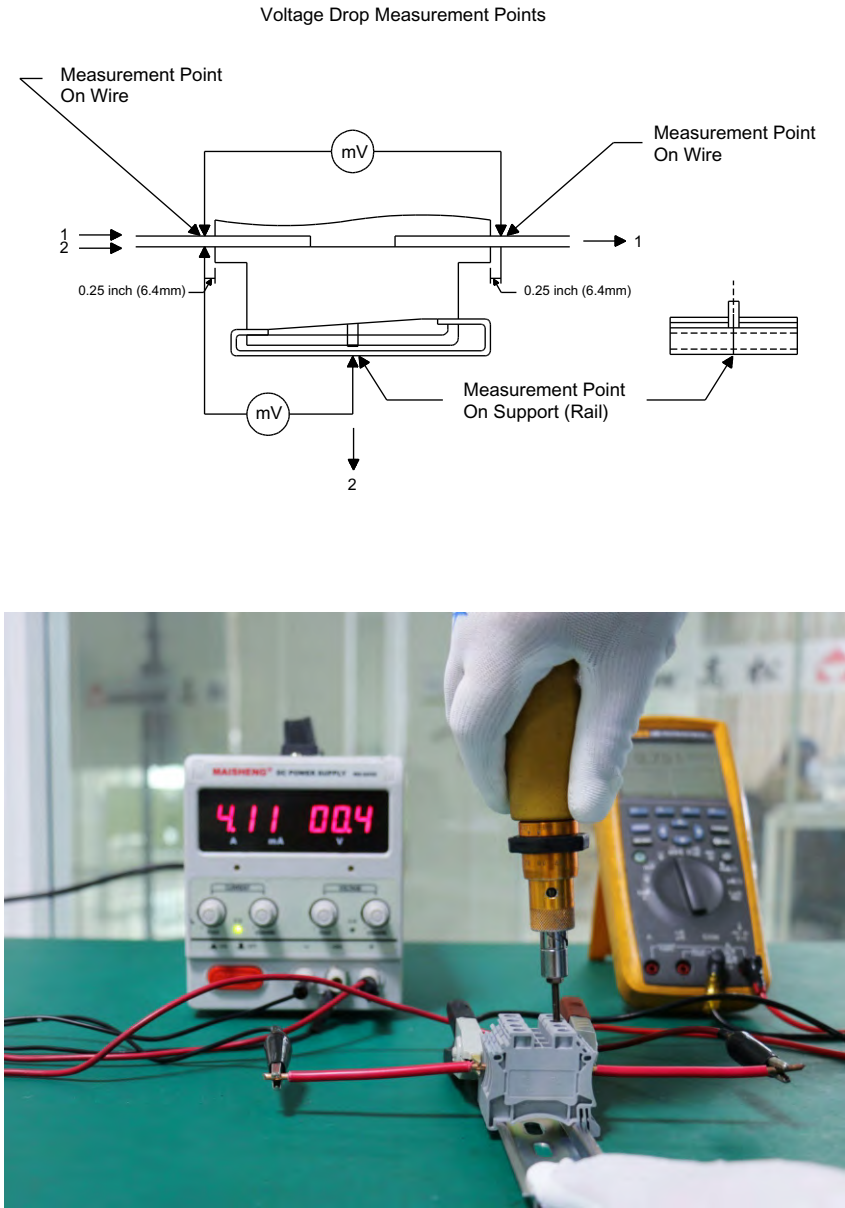 Voltage Drop Measurement Points
Measurement Point
On Wire
Measurement Point
On Wire
mV
1
2
1
0.25 inch (6.4mm)
0.25 inch (6.4mm)
Measurement Point
On Support (Rail)
mV
2
MAISHENG® DC POWER SUPPLY
4.11 00.4
A mA V
CURRENT VOLTAGE